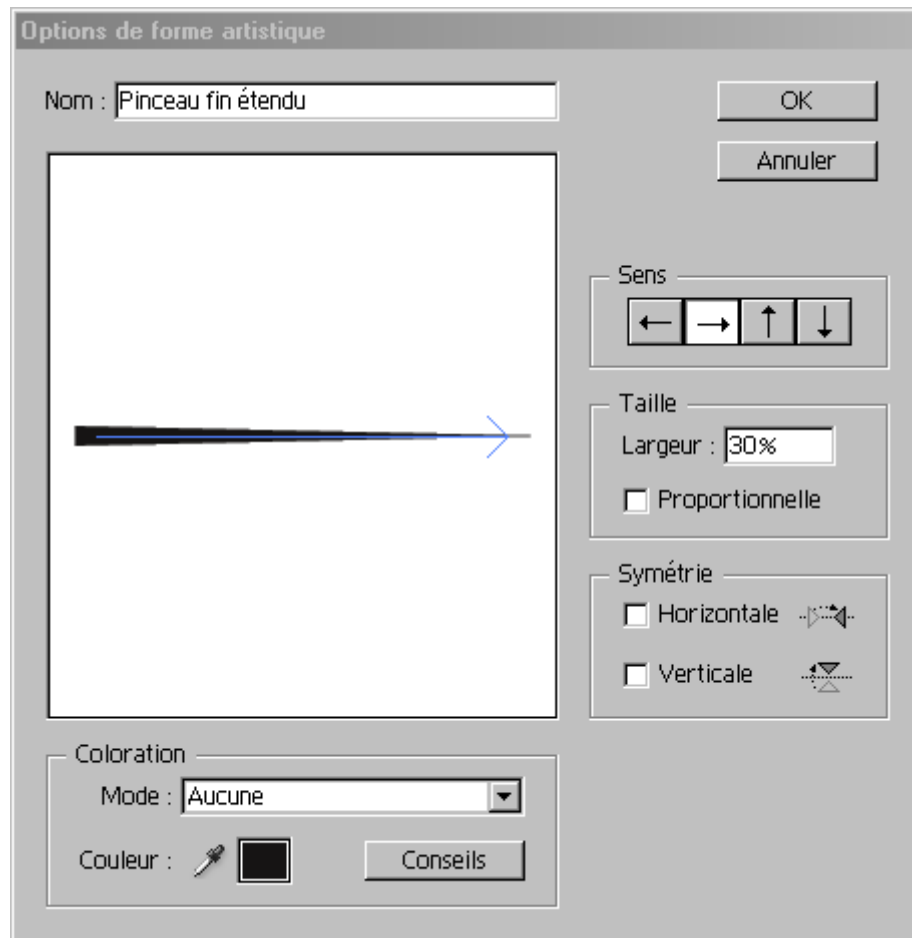 Options de forme artistique
Nom : Pinceau fin étendu
OK
Annuler
Sens
Taille
Largeur : 30%
Proportionnelle
Symétrie
Horizontale
Verticale
Coloration
Mode : Aucune
Couleur :
Conseils